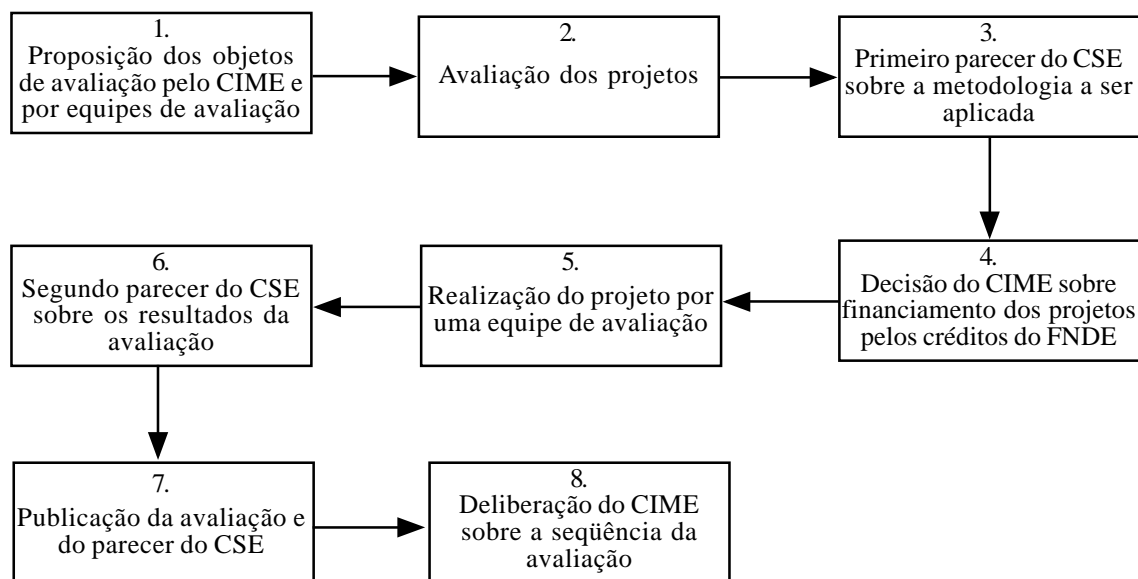 1.
Proposição dos objetos
de avaliação pelo CIME e
por equipes de avaliação
2.
Avaliação dos projetos
3.
Primeiro parecer do CSE
sobre a metodologia a ser
aplicada
4.
Decisão do CIME sobre
financiamento dos projetos
pelos créditos do FNDE
5.
Realização do projeto por
uma equipe de avaliação
6.
Segundo parecer do CSE
sobre os resultados da
avaliação
7.
Publicação da avaliação e
do parecer do CSE
8.
Deliberação do CIME
sobre a seqüência da
avaliação